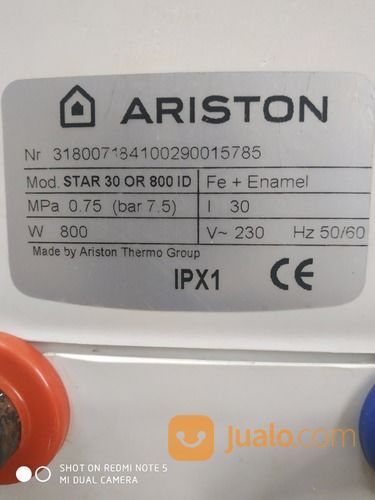 ARISTON
Nr 318007184100290015785
Mod. STAR 30 OR 800 ID Fe + Enamel
MPa 0.75 (bar 7.5) l 30
W 800 V~ 230 Hz 50/60
Made by Ariston Thermo Group
IPX1 CE
jualo.com
SHOT ON REDMI NOTE 5
MI DUAL CAMERA